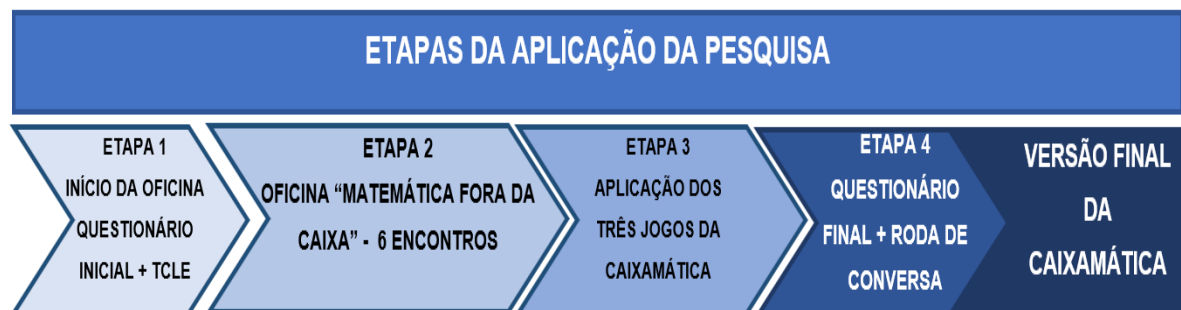 ETAPAS DA APLICAÇÃO DA PESQUISA
ETAPA 1
INÍCIO DA OFICINA
QUESTIONÁRIO
INICIAL + TCLE
ETAPA 2
OFICINA “MATEMÁTICA FORA DA
CAIXA” - 6 ENCONTROS
ETAPA 3
APLICAÇÃO DOS
TRÊS JOGOS DA
CAIXAMÁTICA
ETAPA 4
QUESTIONÁRIO
FINAL + RODA DE
CONVERSA
VERSÃO FINAL
DA
CAIXAMÁTICA